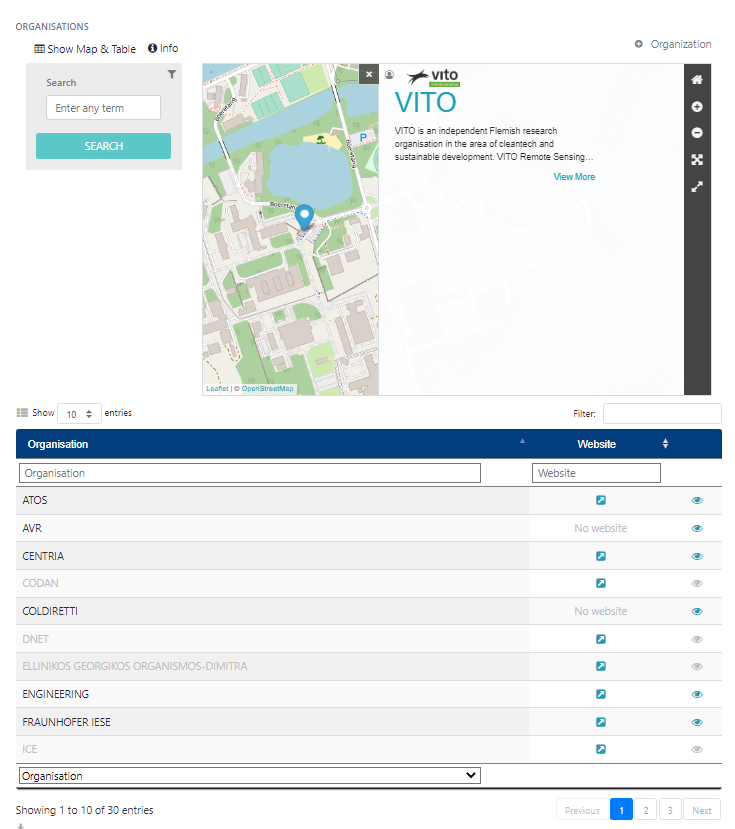 ORGANISATIONS
Show Map & Table Info
Organization
Search
Enter any term
SEARCH
Boeretang
Boeretang
Boeretang
P
Leaflet | © OpenStreetMap
vito
VITO
VITO is an independent Flemish research
organisation in the area of cleantech and
sustainable development. VITO Remote Sensing...
View More
Show 10 entries
Filter:
Organisation Website
Organisation Website
ATOS
AVR No website
CENTRIA
CODAN
COLDIRETTI No website
DNET
ELLINIKOS GEORGIKOS ORGANISMOS-DIMITRA
ENGINEERING
FRAUNHOFER IESE
ICE
Organisation
Showing 1 to 10 of 30 entries
Previous 1 2 3 Next